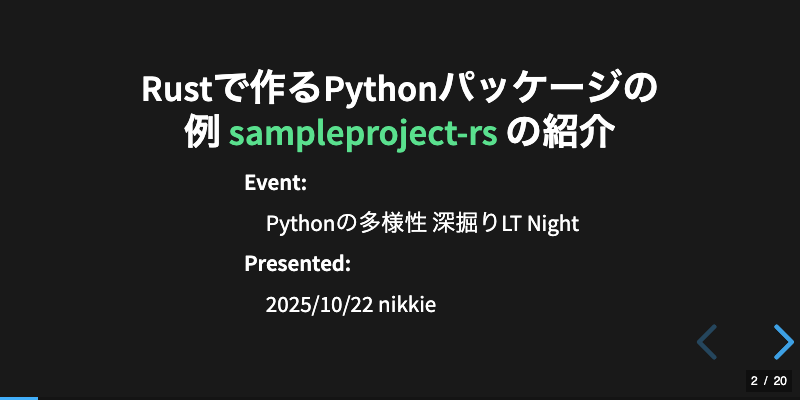 Rustで作るPythonパッケージの
例 sampleproject-rs の紹介
Event:
Pythonの多様性 深掘りLT Night
Presented:
2025/10/22 nikkie
2 / 20